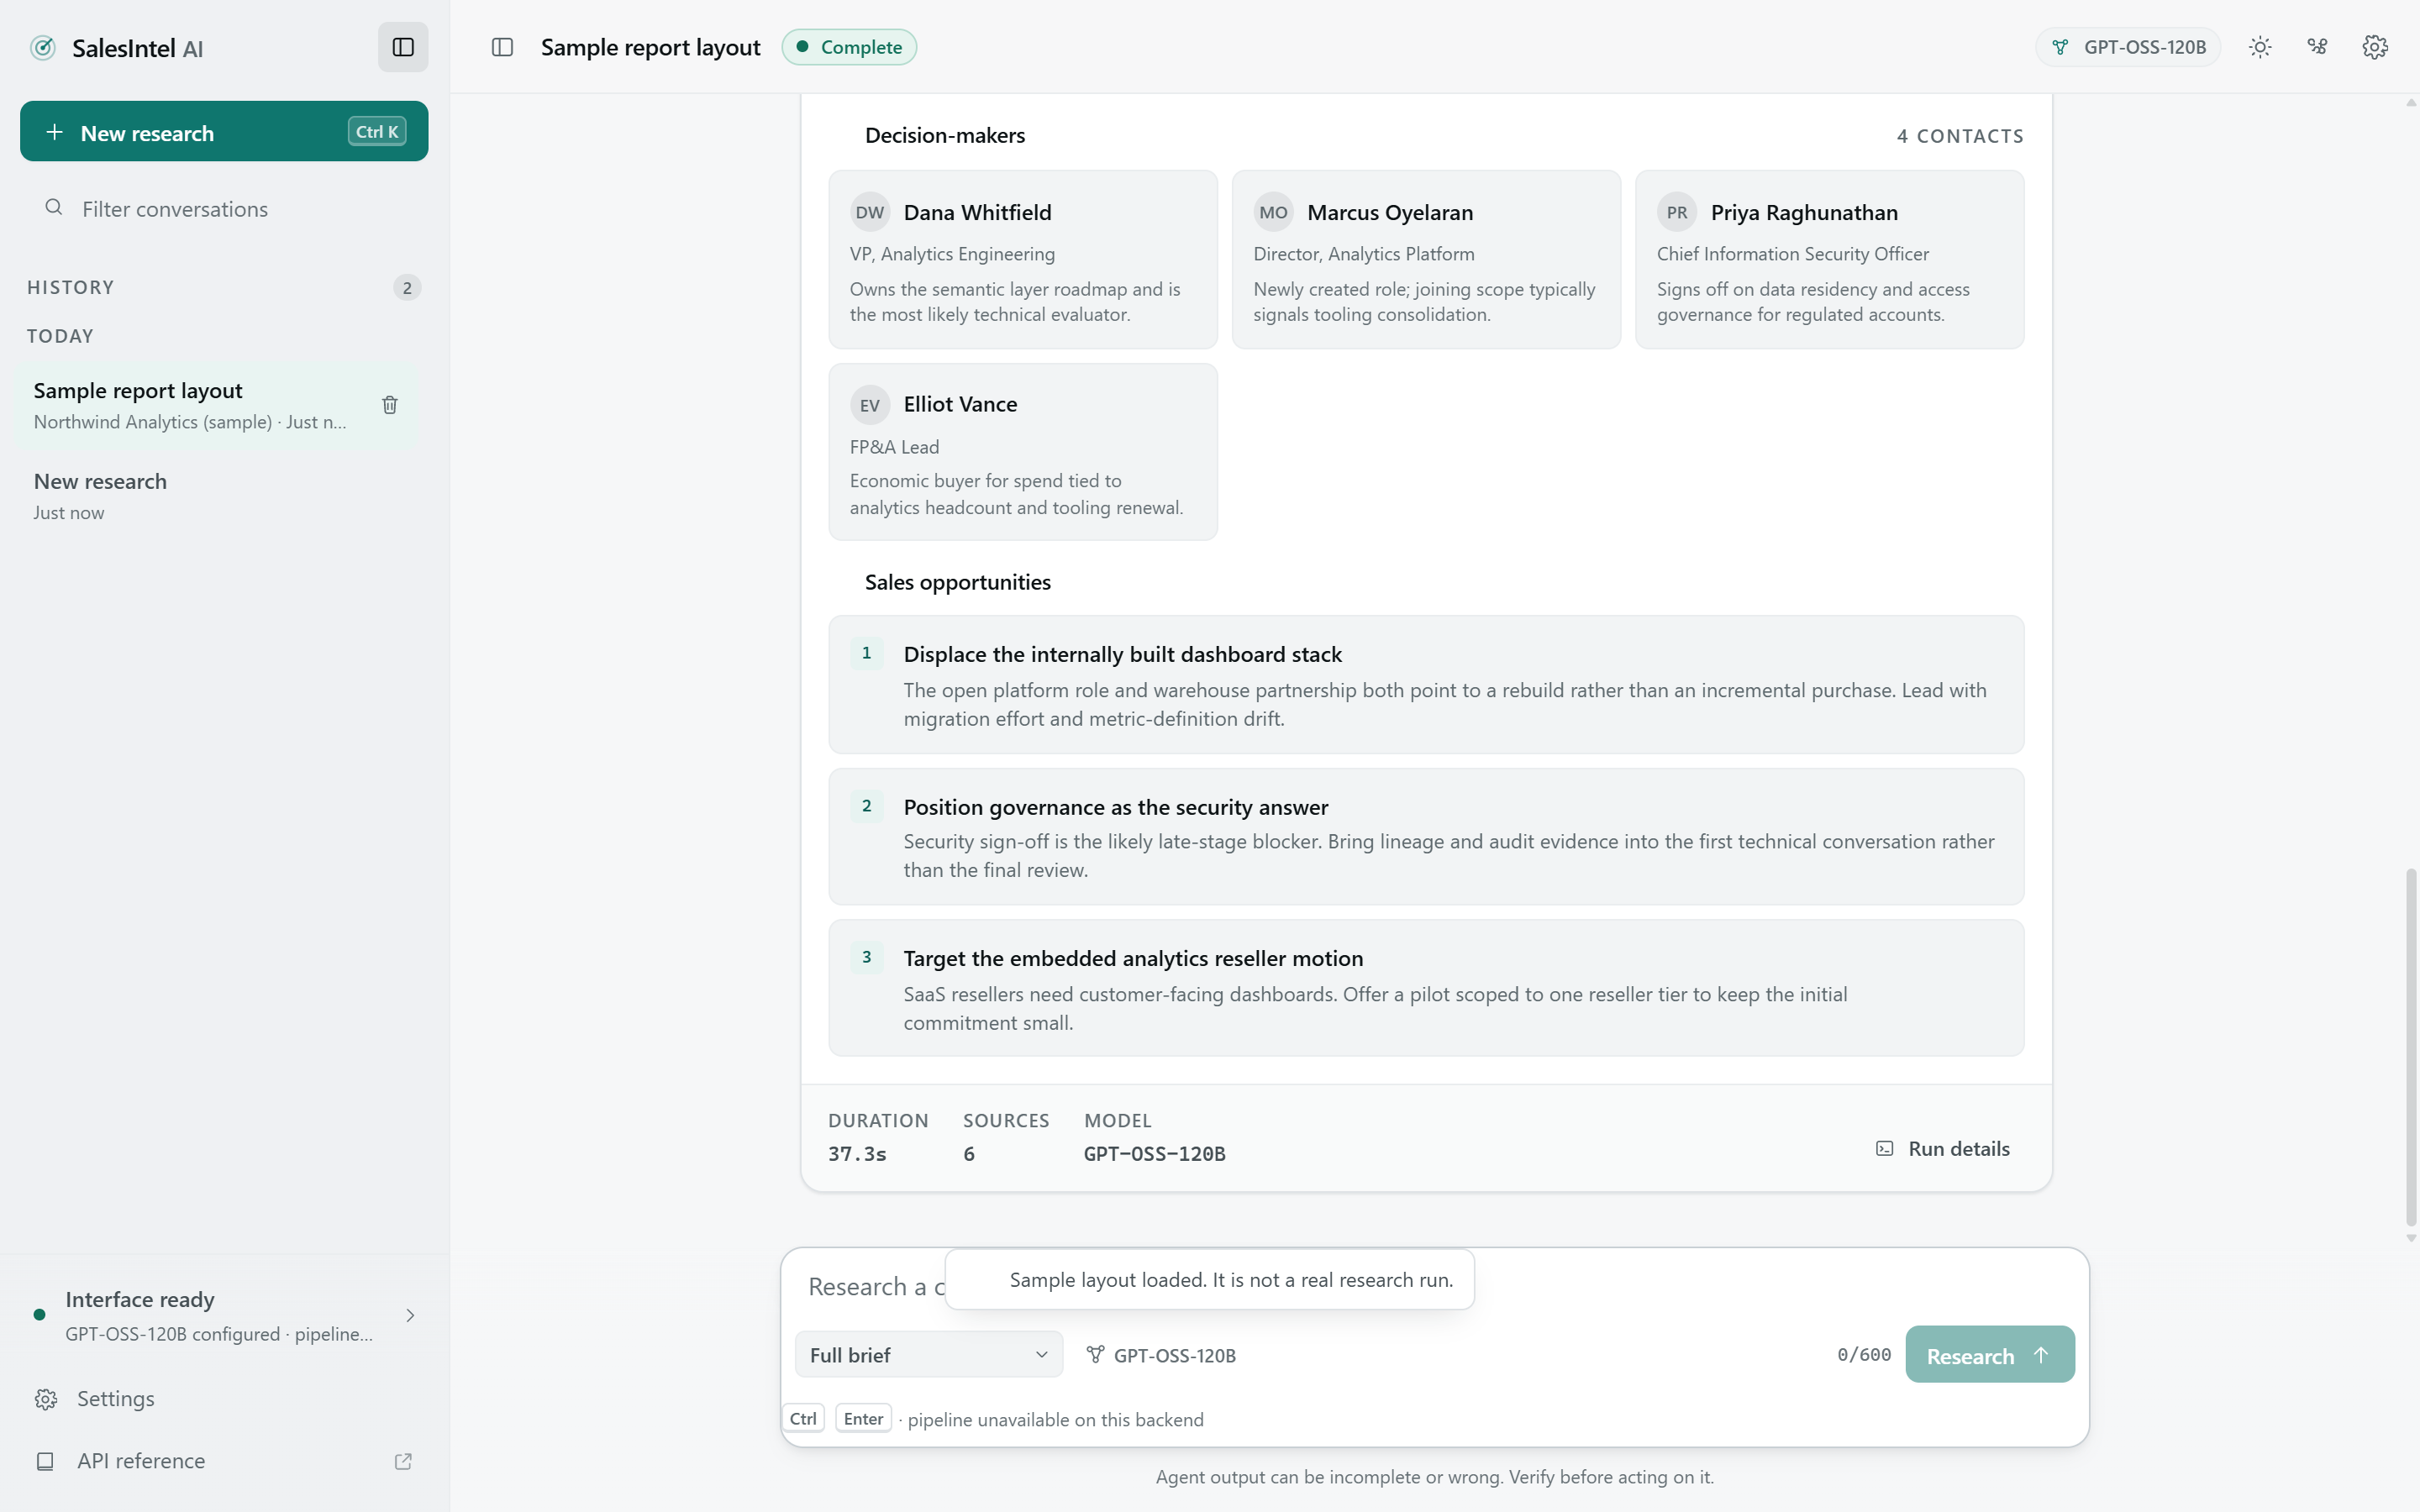 SalesIntel AI
New research
Ctrl K
Filter conversations
HISTORY
2
TODAY
Sample report layout
Northwind Analytics (sample) · Just n...
New research
Just now
Interface ready
GPT-OSS-120B configured · pipeline...
Settings
API reference
Sample report layout
Complete
GPT-OSS-120B
Decision-makers
4 CONTACTS
DW
Dana Whitfield
VP, Analytics Engineering
Owns the semantic layer roadmap and is
the most likely technical evaluator.
MO
Marcus Oyelaran
Director, Analytics Platform
Newly created role; joining scope typically
signals tooling consolidation.
PR
Priya Raghunathan
Chief Information Security Officer
Signs off on data residency and access
governance for regulated accounts.
EV
Elliot Vance
FP&A Lead
Economic buyer for spend tied to
analytics headcount and tooling renewal.
Sales opportunities
1
Displace the internally built dashboard stack
The open platform role and warehouse partnership both point to a rebuild rather than an incremental purchase. Lead with
migration effort and metric-definition drift.
2
Position governance as the security answer
Security sign-off is the likely late-stage blocker. Bring lineage and audit evidence into the first technical conversation rather
than the final review.
3
Target the embedded analytics reseller motion
SaaS resellers need customer-facing dashboards. Offer a pilot scoped to one reseller tier to keep the initial
commitment small.
DURATION
37.3s
SOURCES
6
MODEL
GPT-OSS-120B
Run details
Research a c
Sample layout loaded. It is not a real research run.
Full brief
GPT-OSS-120B
0/600
Research
Ctrl Enter · pipeline unavailable on this backend
Agent output can be incomplete or wrong. Verify before acting on it.